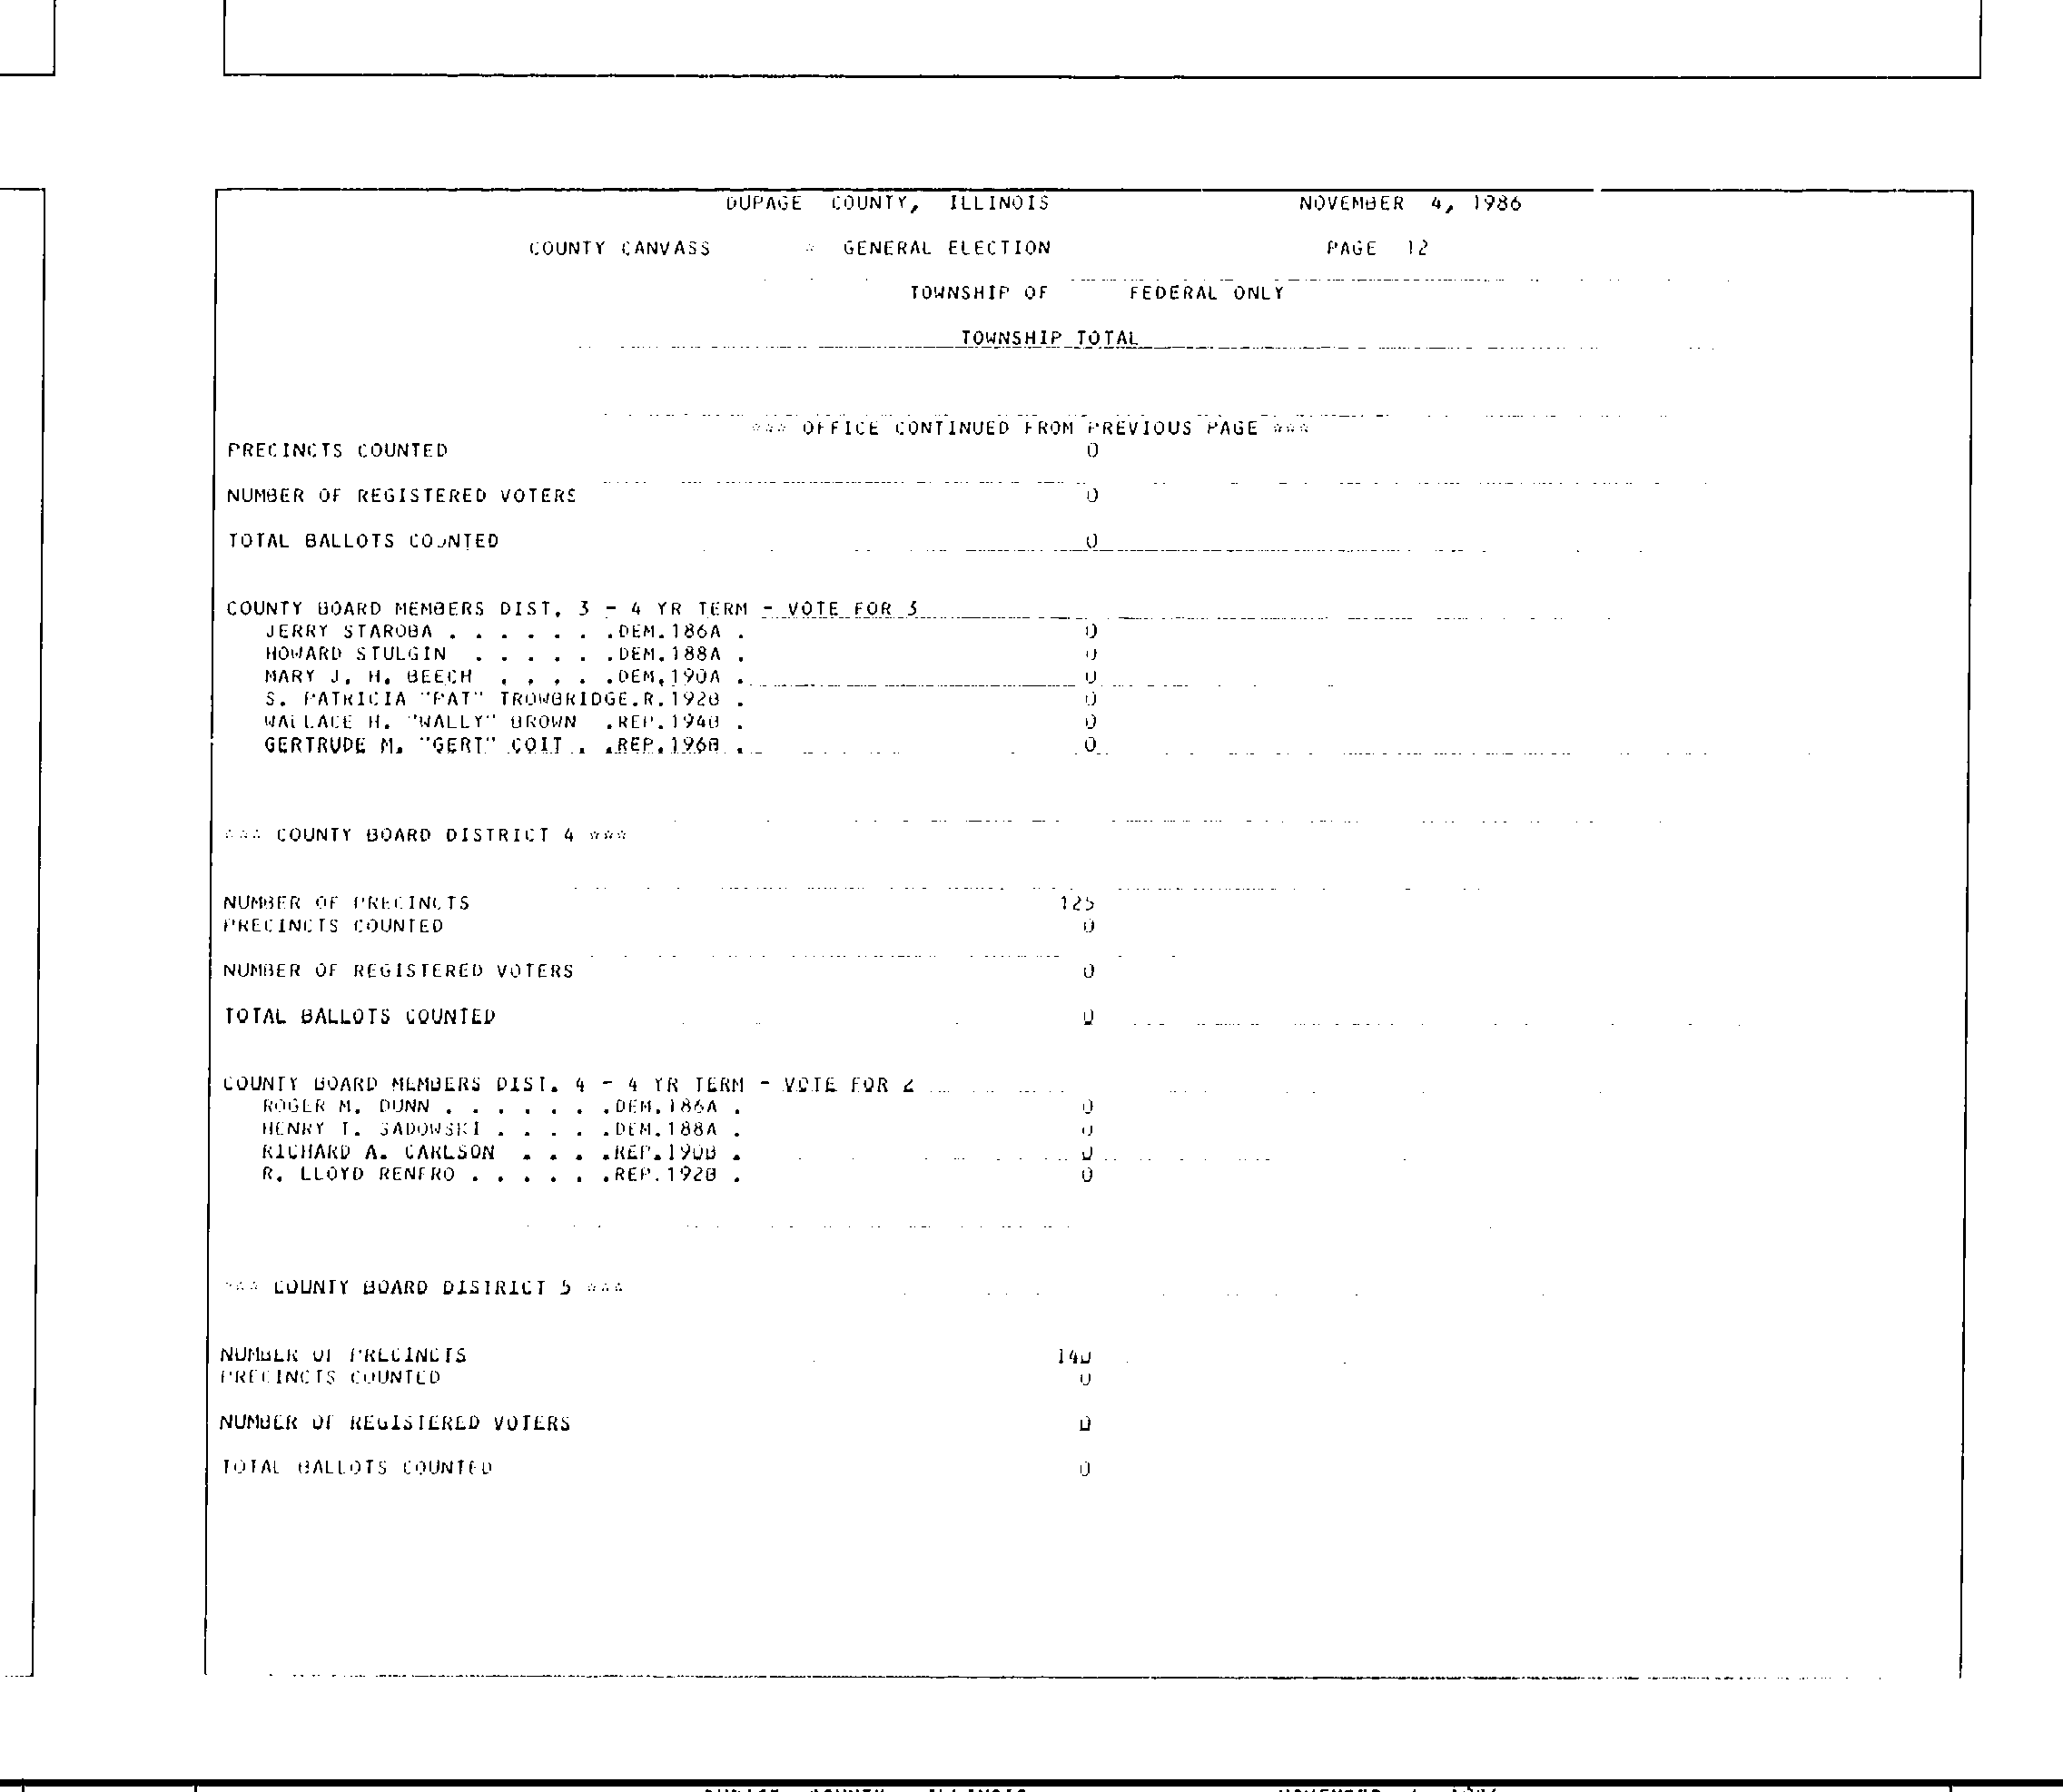 DUPAGE COUNTY, ILLINOIS NOVEMBER 4, 1986
COUNTY CANVASS * GENERAL ELECTION PAGE 12
TOWNSHIP OF FEDERAL ONLY
TOWNSHIP TOTAL
*** OFFICE CONTINUED FROM PREVIOUS PAGE ***
PRECINCTS COUNTED 0
NUMBER OF REGISTERED VOTERS 0
TOTAL BALLOTS COUNTED 0
COUNTY BOARD MEMBERS DIST. 3 - 4 YR TERM - VOTE FOR 3
JERRY STAROBA . . . . . . .DEM.186A . 0
HOWARD STULGIN . . . . . .DEM.188A . 0
MARY J. H. BEECH . . . . .DEM.190A . 0
S. PATRICIA "PAT" TROWBRIDGE.R.192B . 0
WALLACE H. "WALLY" BROWN .REP.194B . 0
GERTRUDE M. "GERT" COIT . .REP.196B . 0
*** COUNTY BOARD DISTRICT 4 ***
NUMBER OF PRECINCTS 125
PRECINCTS COUNTED 0
NUMBER OF REGISTERED VOTERS 0
TOTAL BALLOTS COUNTED 0
COUNTY BOARD MEMBERS DIST. 4 - 4 YR TERM - VOTE FOR 2
ROGER M. DUNN . . . . . . .DEM.186A . 0
HENRY T. SADOWSKI . . . . .DEM.188A . 0
RICHARD A. CARLSON . . . .REP.190B . 0
R. LLOYD RENFRO . . . . . .REP.192B . 0
*** COUNTY BOARD DISTRICT 5 ***
NUMBER OF PRECINCTS 140
PRECINCTS COUNTED 0
NUMBER OF REGISTERED VOTERS 0
TOTAL BALLOTS COUNTED 0